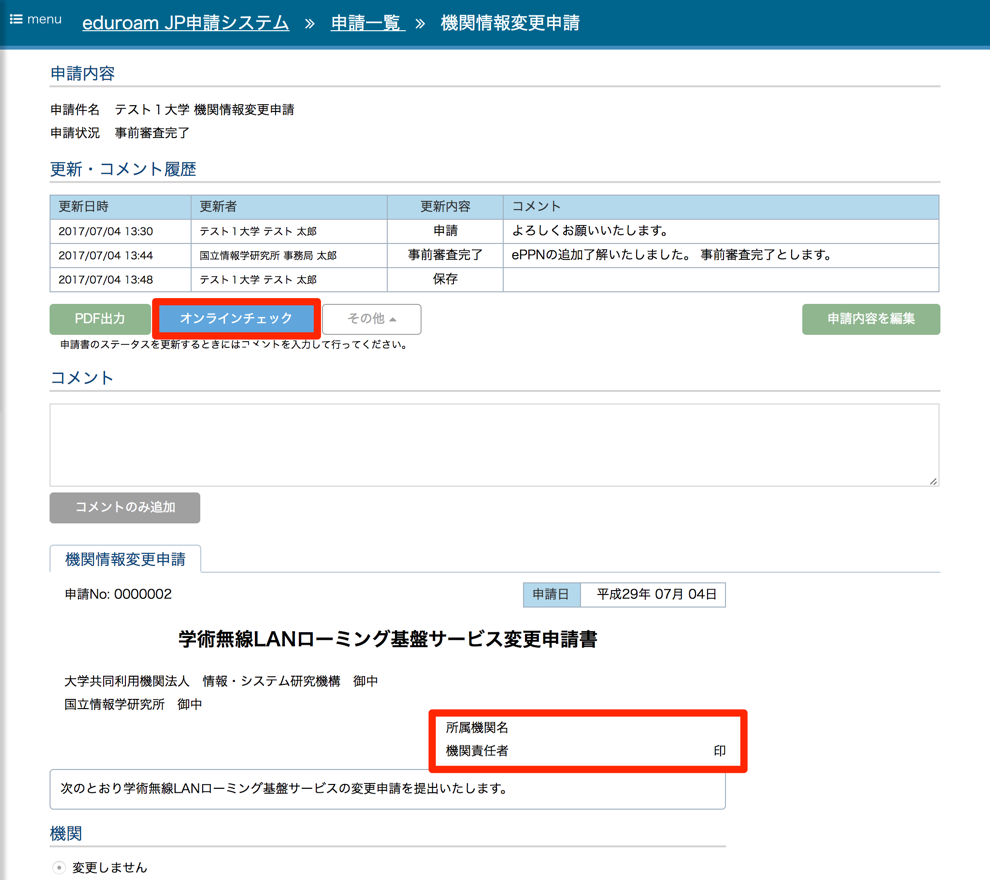 menu eduroam JP申請システム » 申請一覧 » 機関情報変更申請
申請内容
申請件名 テスト1大学 機関情報変更申請
申請状況 事前審査完了
更新・コメント履歴
更新日時 更新者 更新内容 コメント
2017/07/04 13:30 テスト1大学 テスト 太郎 申請 よろしくお願いいたします。
2017/07/04 13:44 国立情報学研究所 事務局 太郎 事前審査完了 ePPNの追加了解いたしました。 事前審査完了とします。
2017/07/04 13:48 テスト1大学 テスト 太郎 保存
PDF出力 オンラインチェック その他 申請内容を編集
申請書のステータスを更新するときにはコメントを入力して行ってください。
コメント
コメントのみ追加
機関情報変更申請
申請No: 0000002 申請日 平成29年 07月 04日
学術無線LANローミング基盤サービス変更申請書
大学共同利用機関法人 情報・システム研究機構 御中
国立情報学研究所 御中
所属機関名
機関責任者 印
次のとおり学術無線LANローミング基盤サービスの変更申請を提出いたします。
機関
変更しません